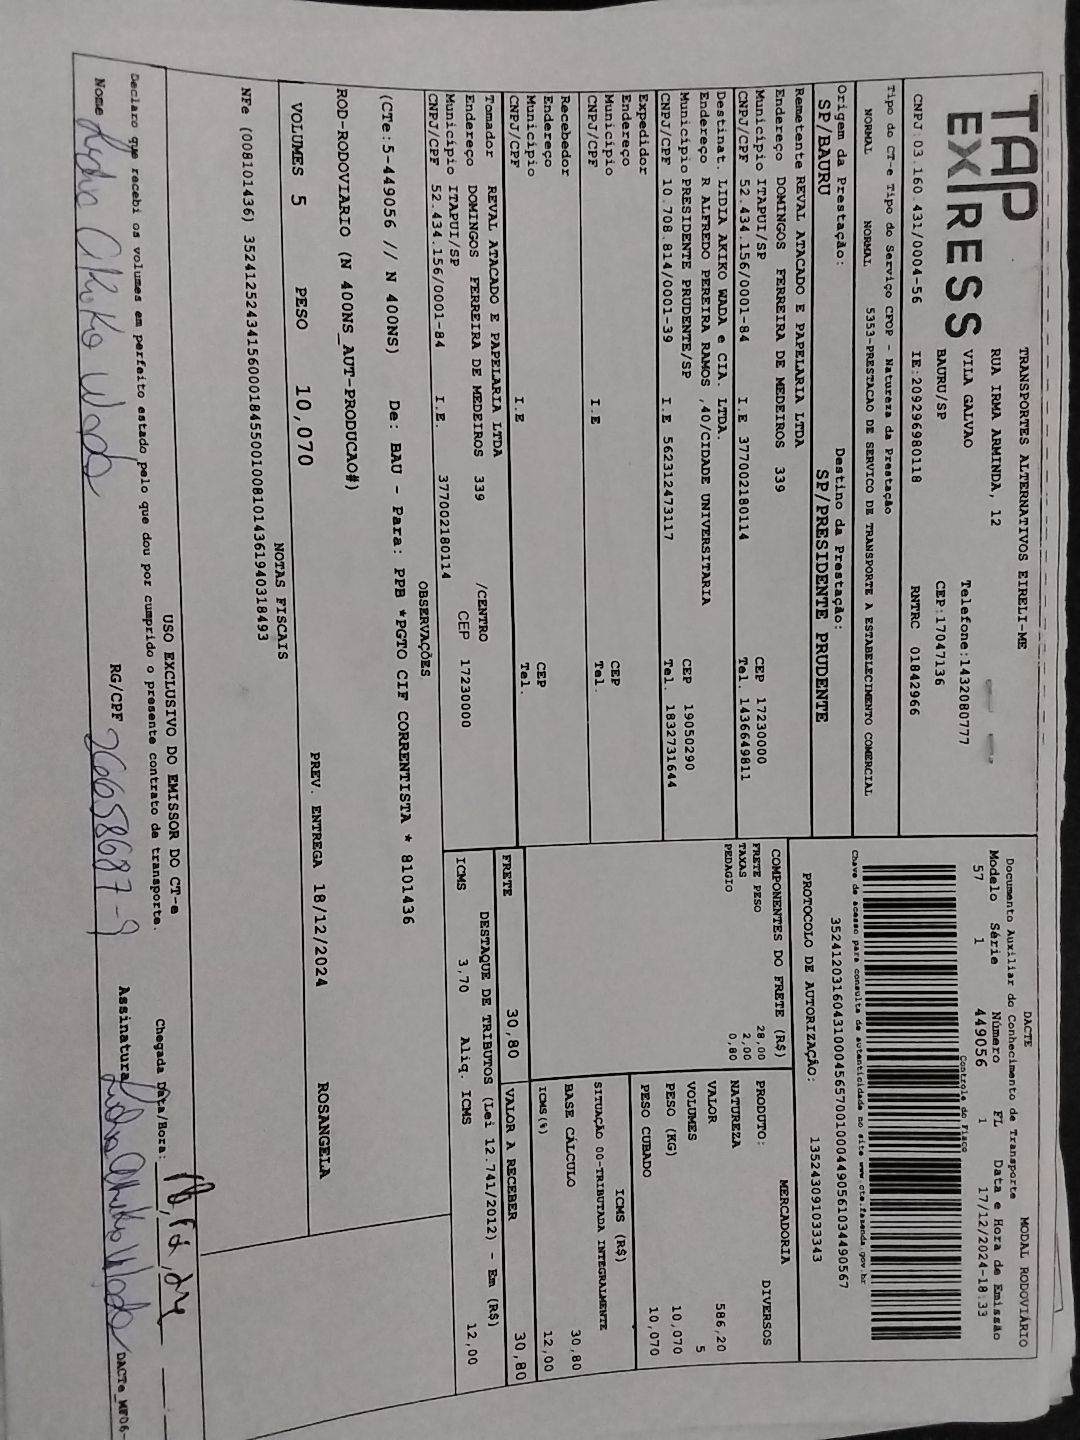 TAP
EXPRESS
TRANSPORTES ALTERNATIVOS EIRELI-ME
RUA IRMA ARMINDA, 12
VILA GALVAO Telefone:1432080777
BAURU/SP CEP:17047136
CNPJ:03.160.431/0004-56 IE:209296980118 RNTRC 01842966
DACTE MODAL RODOVIÁRIO
Documento Auxiliar do Conhecimento de Transporte
Modelo Série Número FL Data e Hora de Emissão
57 1 449056 1 17/12/2024-18:33
Controle do Fisco
Chave de acesso para consulta de autenticidade no site www.cte.fazenda.gov.br
35241203160431000456570010004490561034490567
PROTOCOLO DE AUTORIZAÇÃO: 135243091033343
Tipo do CT-e Tipo do Serviço CFOP - Natureza da Prestação
NORMAL NORMAL 5353-PRESTACAO DE SERVICO DE TRANSPORTE A ESTABELECIMENTO COMERCIAL
Origem da Prestação: Destino da Prestação:
SP/BAURU SP/PRESIDENTE PRUDENTE
Remetente REVAL ATACADO E PAPELARIA LTDA
Endereço DOMINGOS FERREIRA DE MEDEIROS 339
Município ITAPUI/SP CEP 17230000
CNPJ/CPF 52.434.156/0001-84 I.E 377002180114 Tel. 1436649811
Destinat. LIDIA AKIKO WADA e CIA. LTDA.
Endereço R ALFREDO PEREIRA RAMOS ,40/CIDADE UNIVERSITARIA
Município PRESIDENTE PRUDENTE/SP CEP 19050290
CNPJ/CPF 10.708.814/0001-39 I.E 562312473117 Tel. 1832731644
Expedidor
Endereço
Município CEP
CNPJ/CPF I.E Tel.
Recebedor
Endereço
Município CEP
CNPJ/CPF I.E Tel.
Tomador REVAL ATACADO E PAPELARIA LTDA
Endereço DOMINGOS FERREIRA DE MEDEIROS 339 /CENTRO
Município ITAPUI/SP CEP 17230000
CNPJ/CPF 52.434.156/0001-84 I.E. 377002180114
COMPONENTES DO FRETE (R$)
FRETE PESO 28,00
TAXAS 2,00
PEDAGIO 0,80
MERCADORIA
PRODUTO: DIVERSOS
NATUREZA
VALOR 586,20
VOLUMES 5
PESO (KG) 10,070
PESO CUBADO 10,070
ICMS (R$)
SITUAÇÃO 00-TRIBUTADA INTEGRALMENTE
BASE CÁLCULO 30,80
ICMS (%) 12,00
FRETE 30,80 VALOR A RECEBER 30,80
DESTAQUE DE TRIBUTOS (Lei 12.741/2012) - Em (R$)
ICMS 3,70 Aliq. ICMS 12,00
OBSERVAÇÕES
(CTe:5-449056 // N 400NS) De: BAU - Para: PPB *PGTO CIF CORRENTISTA * 8101436
ROD-RODOVIARIO (N 400NS_AUT-PRODUCAO#)
VOLUMES 5 PESO 10,070 PREV. ENTREGA 18/12/2024 ROSANGELA
NOTAS FISCAIS
NFe (008101436) 35241252434156000184550010081014361940318493
USO EXCLUSIVO DO EMISSOR DO CT-e
Declaro que recebi os volumes em perfeito estado pelo que dou por cumprido o presente contrato de transporte. Chegada Data/Hora:
Nome Lidia Akiko Wada RG/CPF 26658687-9 Assinatura Lidia Akiko Wada DACTe_MF06-